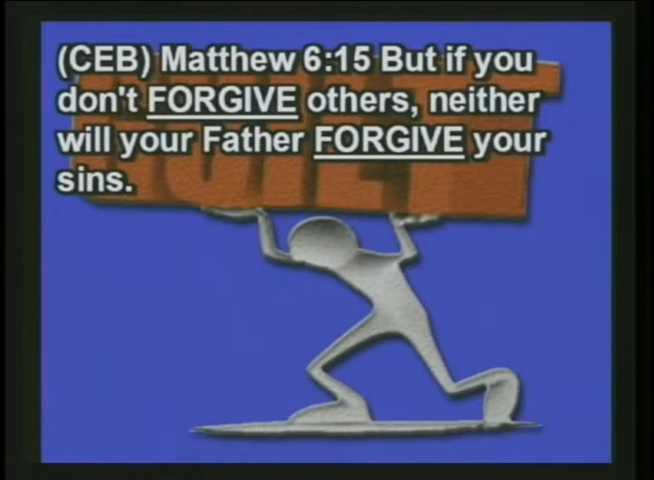 (CEB) Matthew 6:15 But if you
don't FORGIVE others, neither
will your Father FORGIVE your
sins.